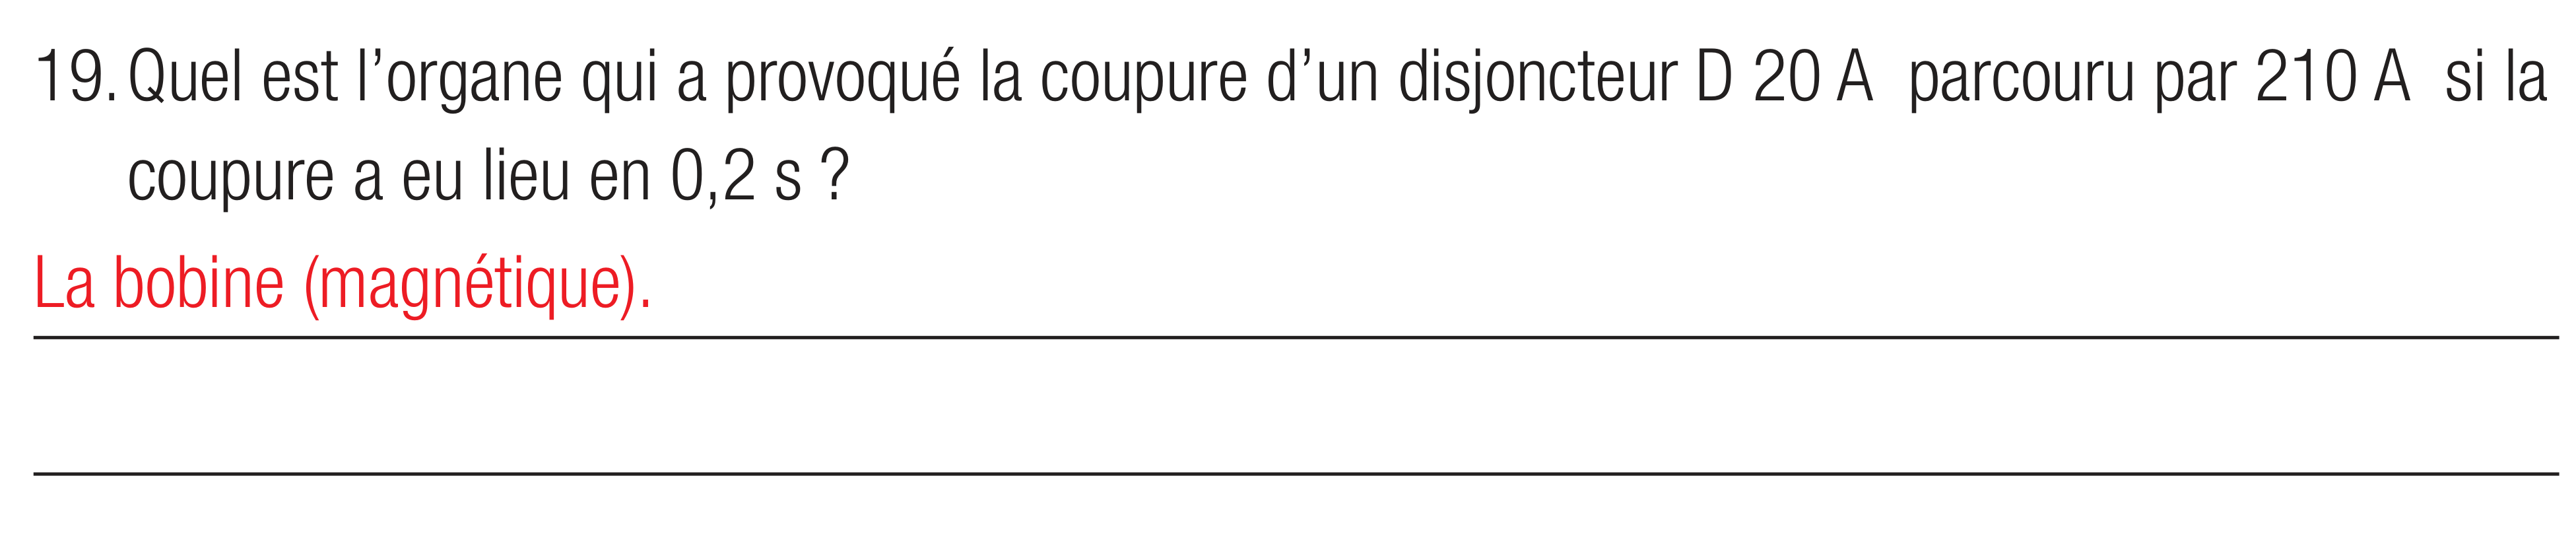 19. Quel est l’organe qui a provoqué la coupure d’un disjoncteur D 20 A parcouru par 210 A si la
coupure a eu lieu en 0,2 s ?
La bobine (magnétique).